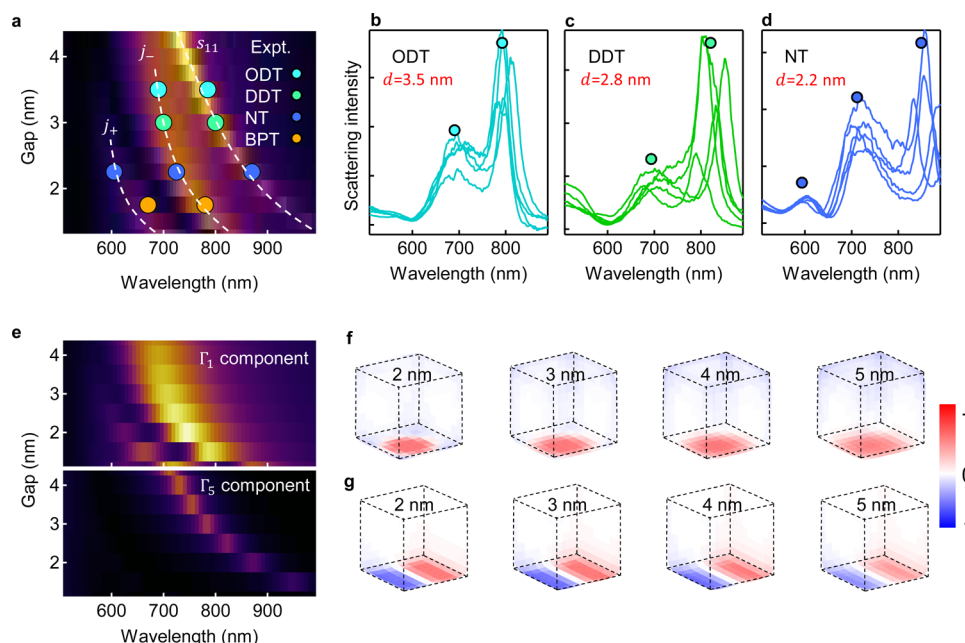 a
j₋
s₁₁
Expt.
ODT
DDT
NT
BPT
j₊
Gap (nm)
4
3
2
600 700 800 900
Wavelength (nm)
b
ODT
d=3.5 nm
Scattering intensity
600 700 800
Wavelength (nm)
c
DDT
d=2.8 nm
600 700 800
Wavelength (nm)
d
NT
d=2.2 nm
600 700 800
Wavelength (nm)
e
Γ₁ component
Gap (nm)
4
3
2
Γ₅ component
Gap (nm)
4
3
2
600 700 800 900
Wavelength (nm)
f
2 nm 3 nm 4 nm 5 nm
g
2 nm 3 nm 4 nm 5 nm